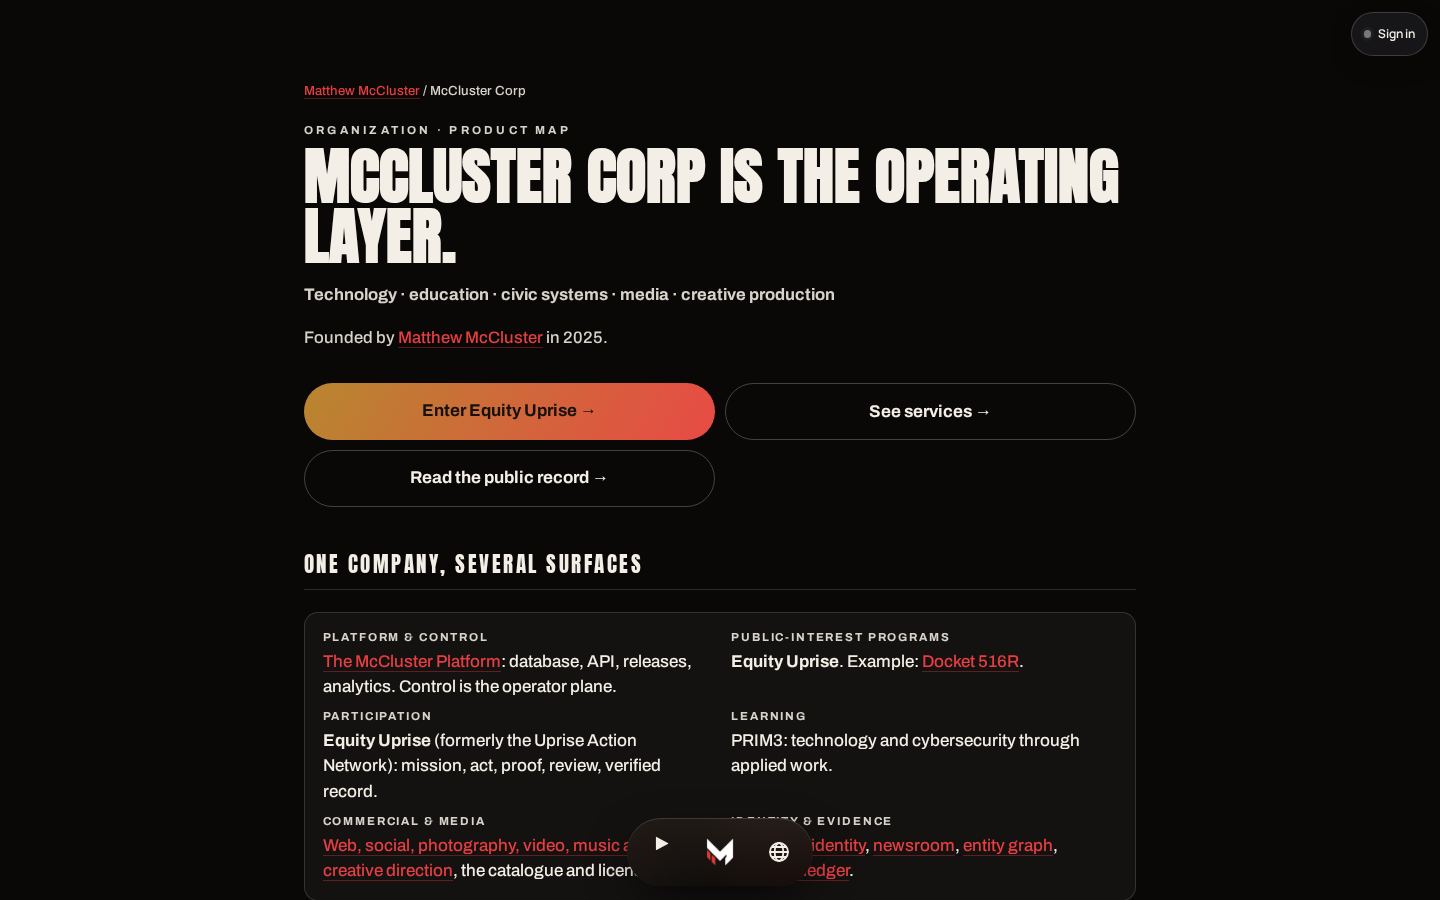 Sign in
Matthew McCluster / McCluster Corp
ORGANIZATION · PRODUCT MAP
MCCLUSTER CORP IS THE OPERATING
LAYER.
Technology · education · civic systems · media · creative production
Founded by Matthew McCluster in 2025.
Enter Equity Uprise →
See services →
Read the public record →
ONE COMPANY, SEVERAL SURFACES
PLATFORM & CONTROL
The McCluster Platform: database, API, releases,
analytics. Control is the operator plane.
PUBLIC-INTEREST PROGRAMS
Equity Uprise. Example: Docket 516R.
PARTICIPATION
Equity Uprise (formerly the Uprise Action
Network): mission, act, proof, review, verified
record.
LEARNING
PRIM3: technology and cybersecurity through
applied work.
COMMERCIAL & MEDIA
Web, social, photography, video, music
creative direction, the catalogue and
& EVIDENCE
identity, newsroom, entity graph,